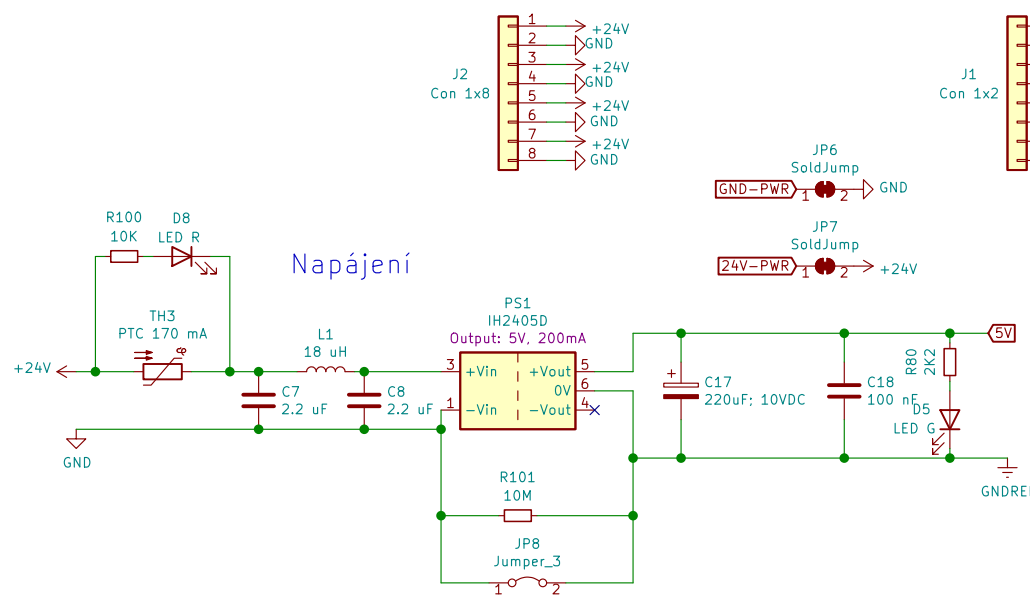 J2
Con 1x8
1
+24V
2
GND
3
+24V
4
GND
5
+24V
6
GND
7
+24V
8
GND
J1
Con 1x2
JP6
SoldJump
GND-PWR
1
2
GND
JP7
SoldJump
24V-PWR
1
2
+24V
R100
10K
D8
LED R
Napájení
TH3
PTC 170 mA
+24V
L1
18 uH
C7
2.2 uF
C8
2.2 uF
GND
PS1
IH2405D
Output: 5V, 200mA
3
+Vin
1
-Vin
+Vout
5
0V
6
-Vout
4
+
C17
220uF; 10VDC
C18
100 nF
R80
2K2
D5
LED G
5V
GNDRE
R101
10M
JP8
Jumper_3
1
2